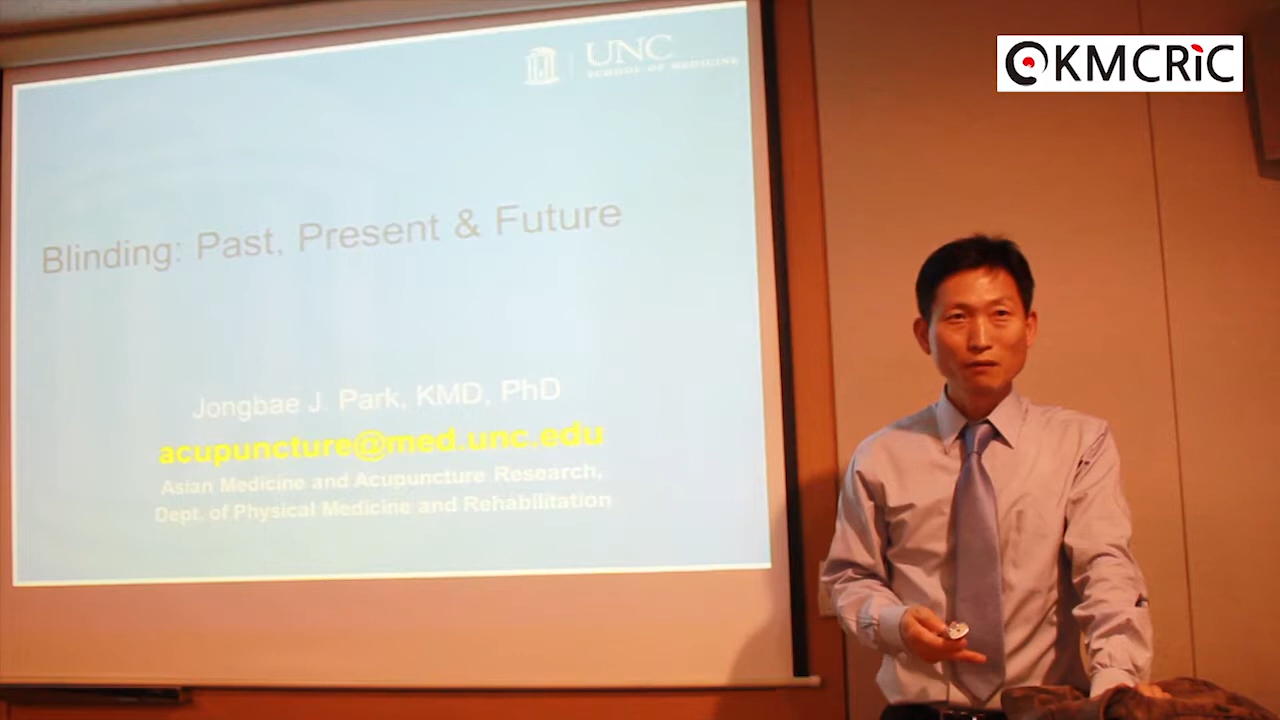 UNC
SCHOOL OF MEDICINE
KMCRiC
Blinding: Past, Present & Future
Jongbae J. Park, KMD, PhD
acupuncture@med.unc.edu
Asian Medicine and Acupuncture Research,
Dept. of Physical Medicine and Rehabilitation